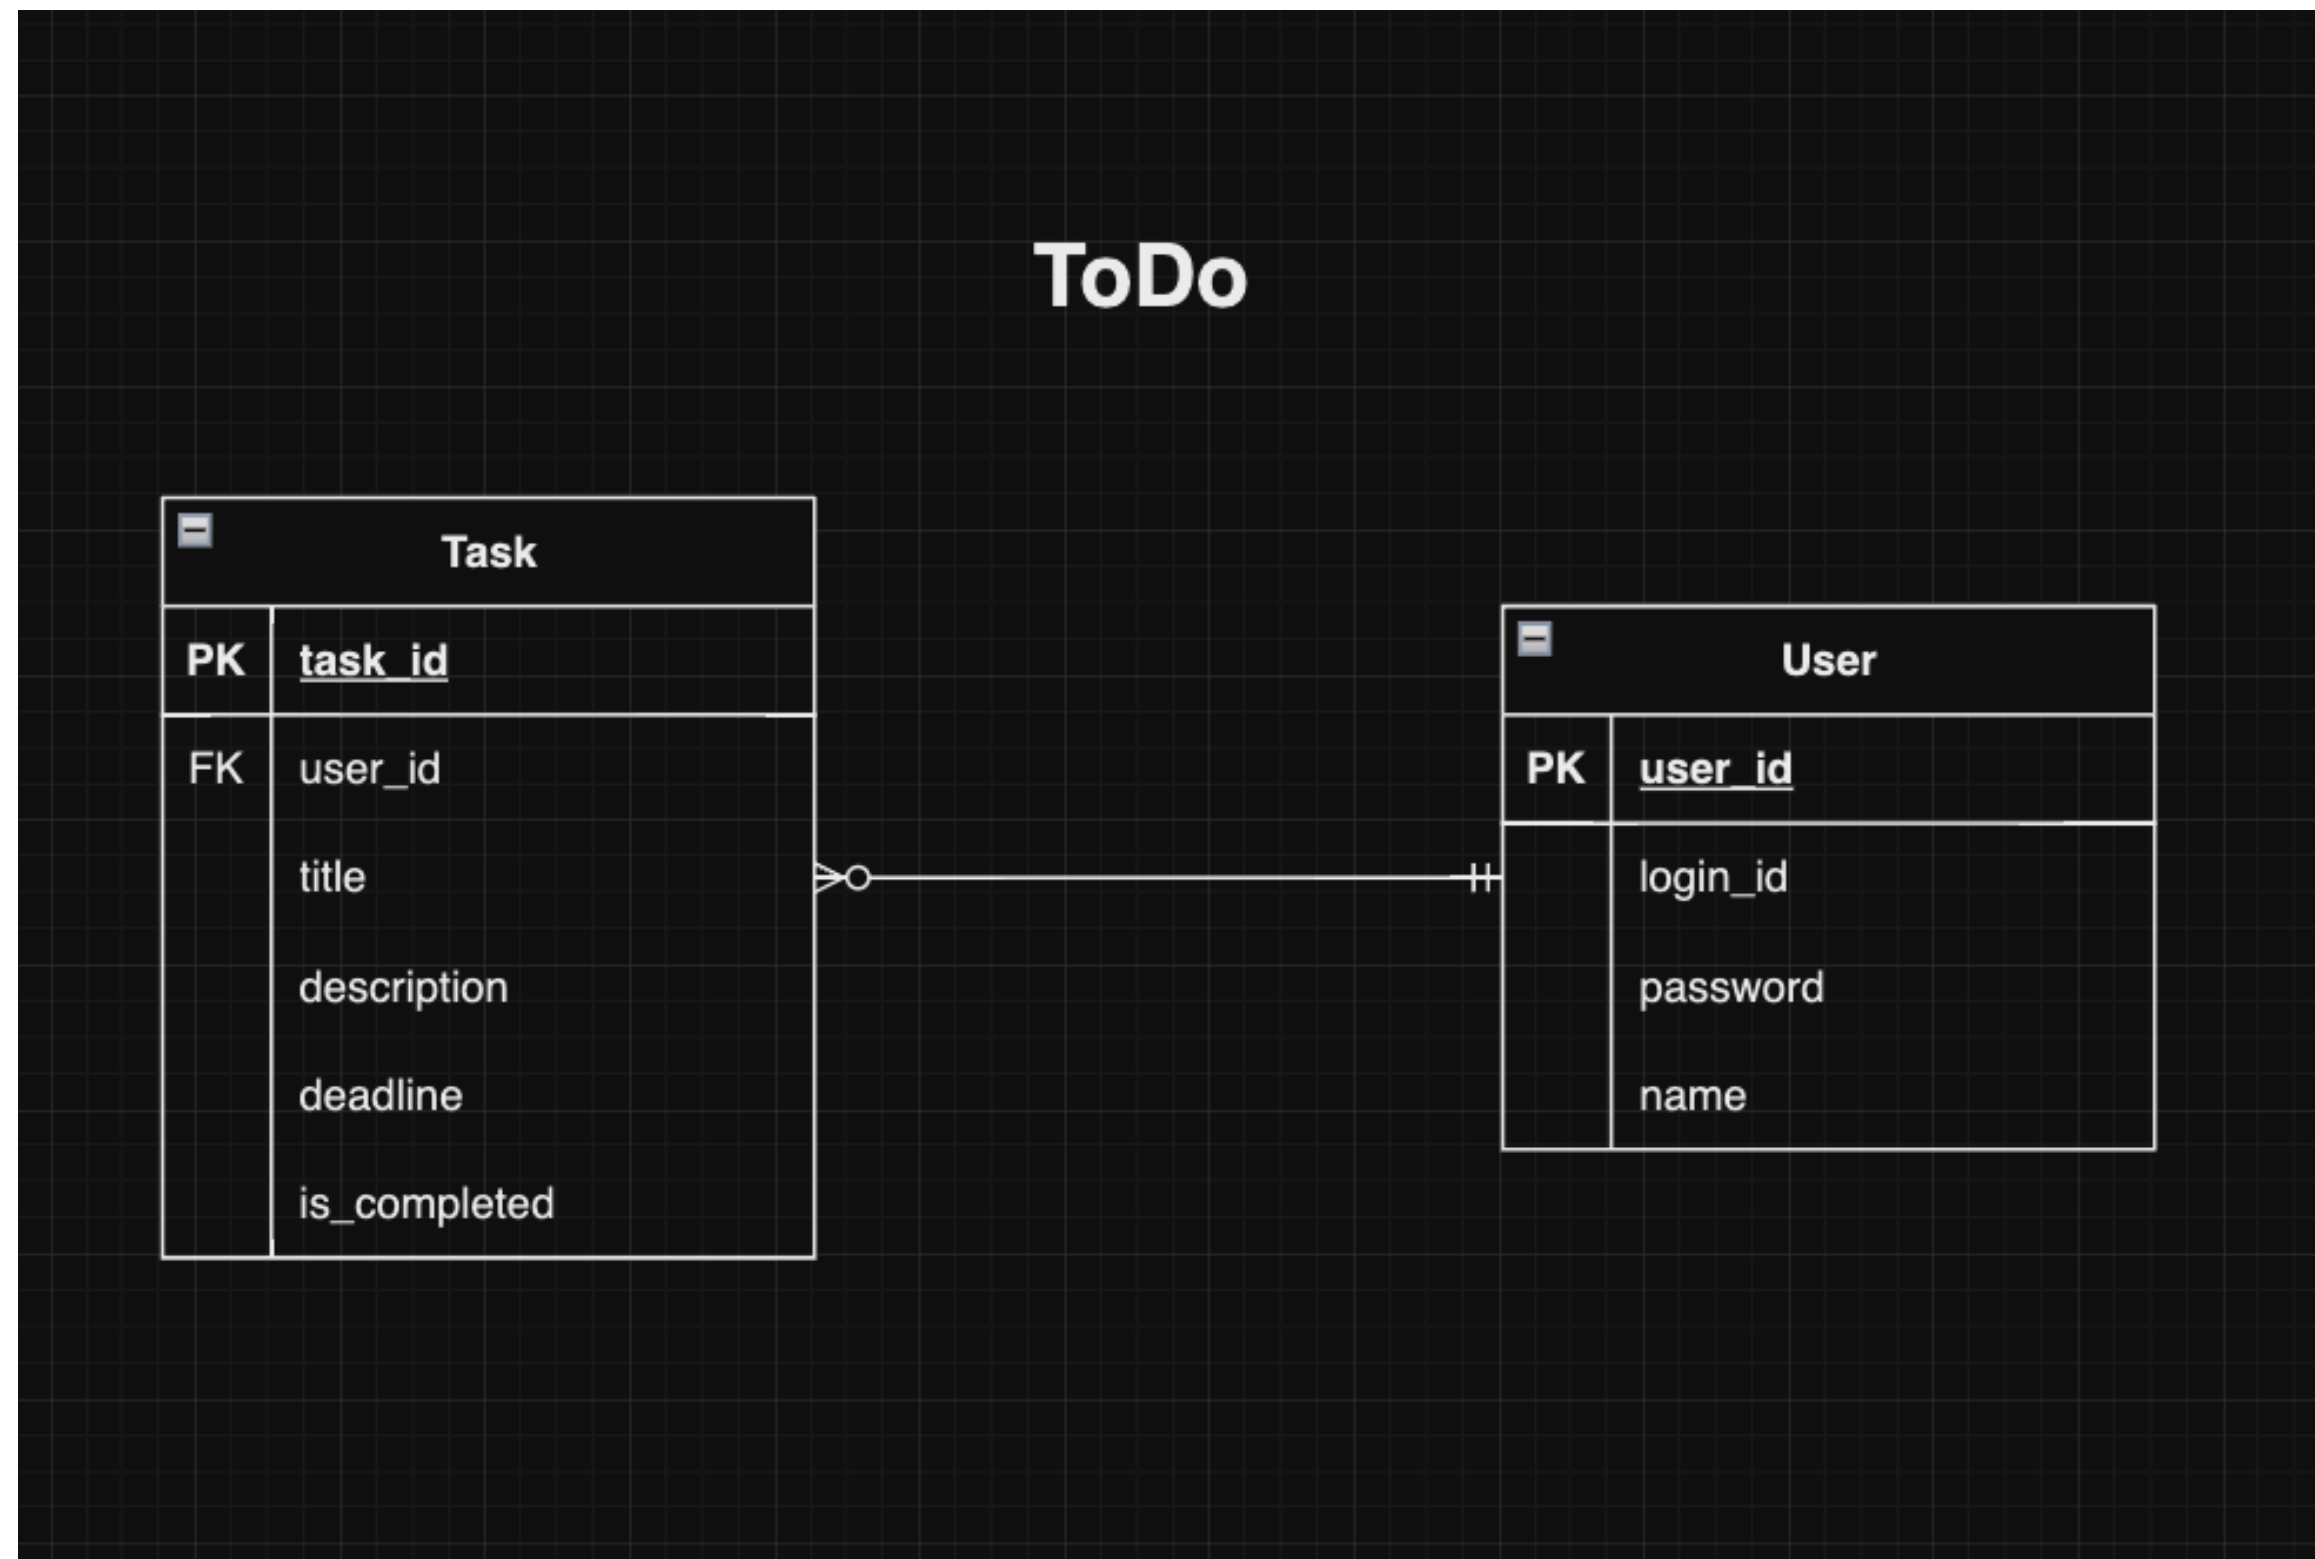 ToDo
Task
PK task_id
FK user_id
title
description
deadline
is_completed
User
PK user_id
login_id
password
name